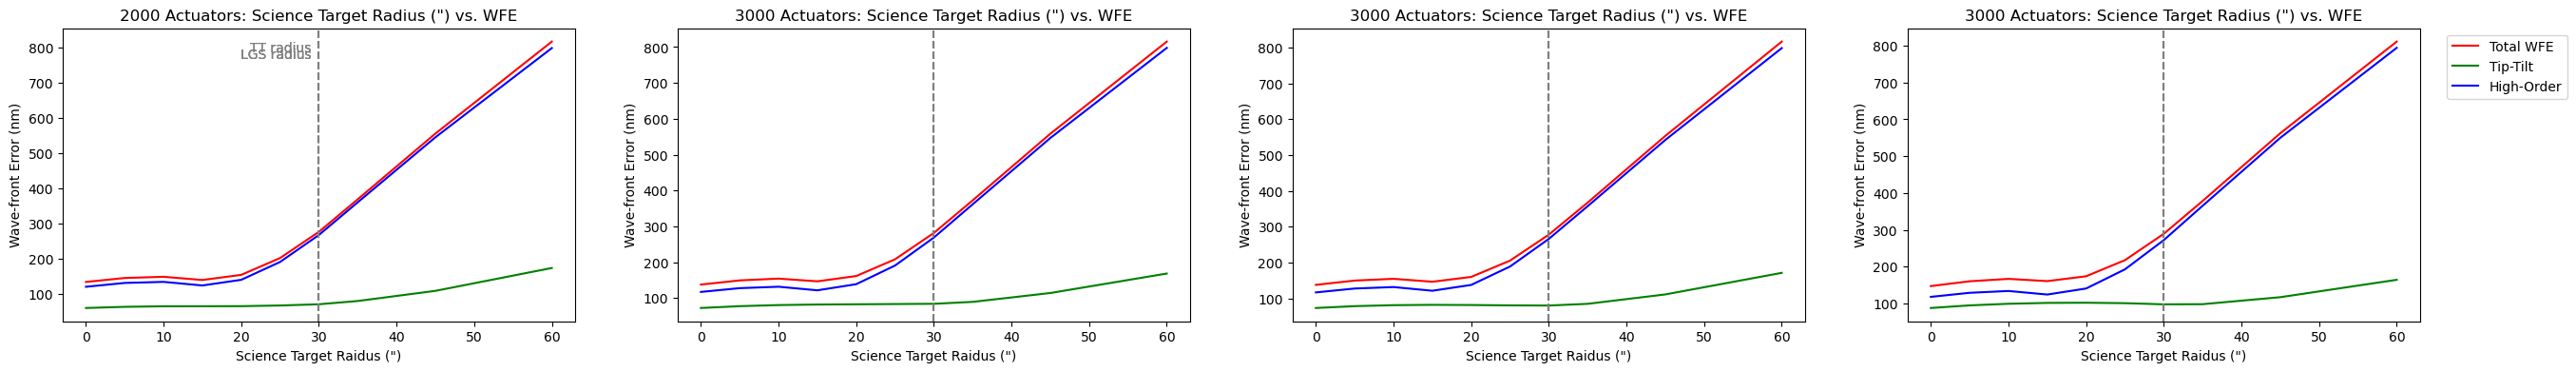 2000 Actuators: Science Target Radius (") vs. WFE
800
700
600
500
400
300
200
100
Wave-front Error (nm)
TT radius
LGS radius
0 10 20 30 40 50 60
Science Target Raidus (")
3000 Actuators: Science Target Radius (") vs. WFE
800
700
600
500
400
300
200
100
Wave-front Error (nm)
0 10 20 30 40 50 60
Science Target Raidus (")
3000 Actuators: Science Target Radius (") vs. WFE
800
700
600
500
400
300
200
100
Wave-front Error (nm)
0 10 20 30 40 50 60
Science Target Raidus (")
3000 Actuators: Science Target Radius (") vs. WFE
800
700
600
500
400
300
200
100
Wave-front Error (nm)
0 10 20 30 40 50 60
Science Target Raidus (")
Total WFE
Tip-Tilt
High-Order